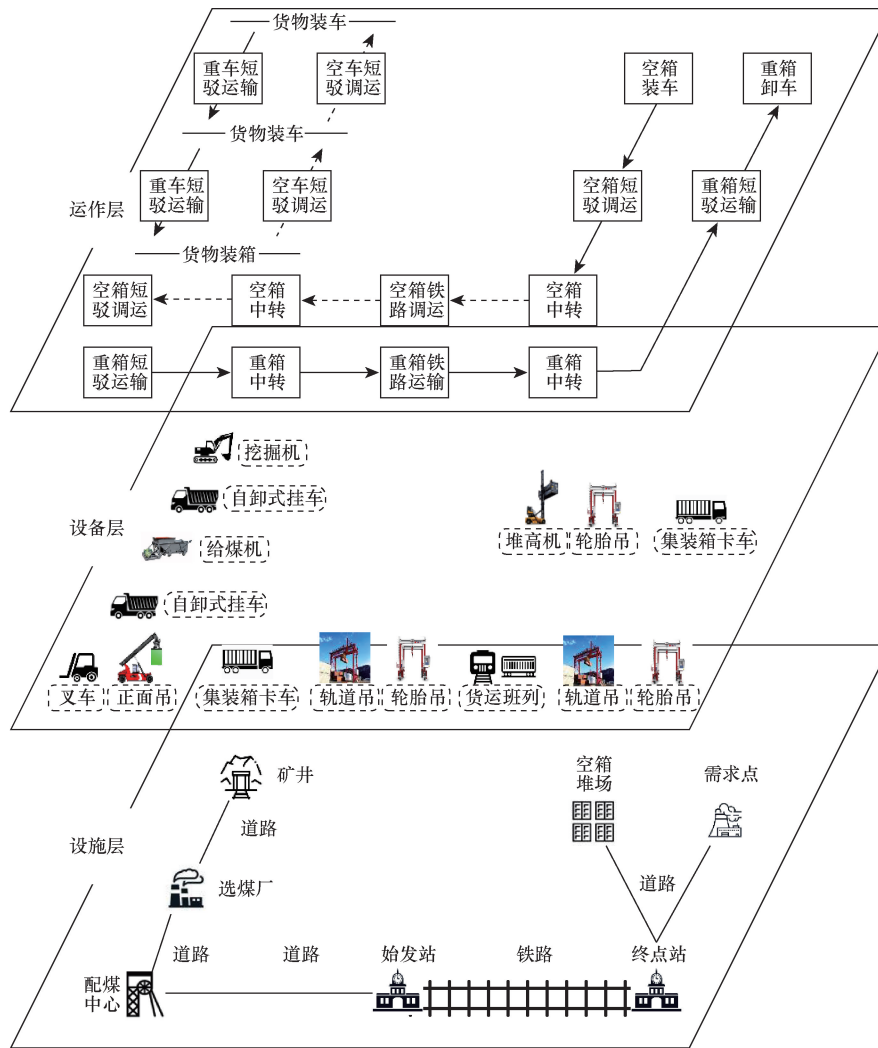 货物装车
重车短
驳运输
空车短
驳调运
空箱
装车
重箱
卸车
货物装车
重车短
驳运输
空车短
驳调运
空箱短
驳调运
重箱短
驳运输
运作层
货物装箱
空箱短
驳调运
空箱
中转
空箱铁
路调运
空箱
中转
重箱短
驳运输
重箱
中转
重箱铁
路运输
重箱
中转
挖掘机
自卸式挂车
设备层
给煤机
堆高机
轮胎吊
集装箱卡车
自卸式挂车
叉车
正面吊
集装箱卡车
轨道吊
轮胎吊
货运班列
轨道吊
轮胎吊
矿井
空箱
堆场
需求点
道路
设施层
选煤厂
道路
道路
道路
始发站
铁路
终点站
配煤
中心